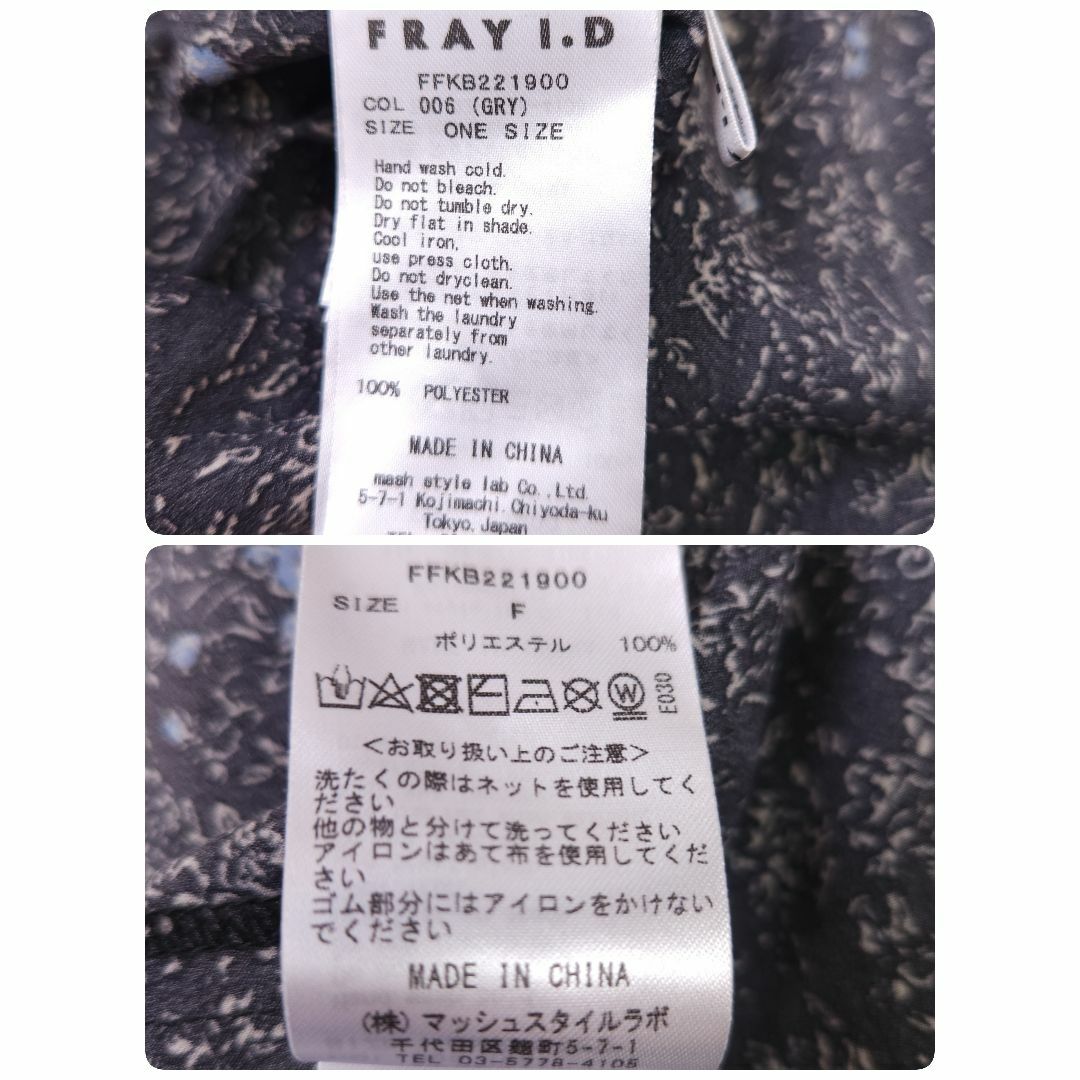 FRAY I.D
FFKB221900
COL 006 (GRY)
SIZE ONE SIZE
Hand wash cold.
Do not bleach.
Do not tumble dry.
Dry flat in shade.
Cool iron,
use press cloth.
Do not dryclean.
Use the net when washing.
Wash the laundry
separately from
other laundry.
100% POLYESTER
MADE IN CHINA
mash style lab Co.,Ltd.
5-7-1 Kojimachi.Chiyoda-ku
Tokyo.Japan
FFKB221900
SIZE F
ポリエステル 100%
W
E030
<お取り扱い上のご注意>
洗たくの際はネットを使用してく
ださい
他の物と分けて洗ってください
アイロンはあて布を使用してくだ
さい
ゴム部分にはアイロンをかけない
でください
MADE IN CHINA
(株) マッシュスタイルラボ
千代田区麹町5-7-1
TEL 03-5778-4105